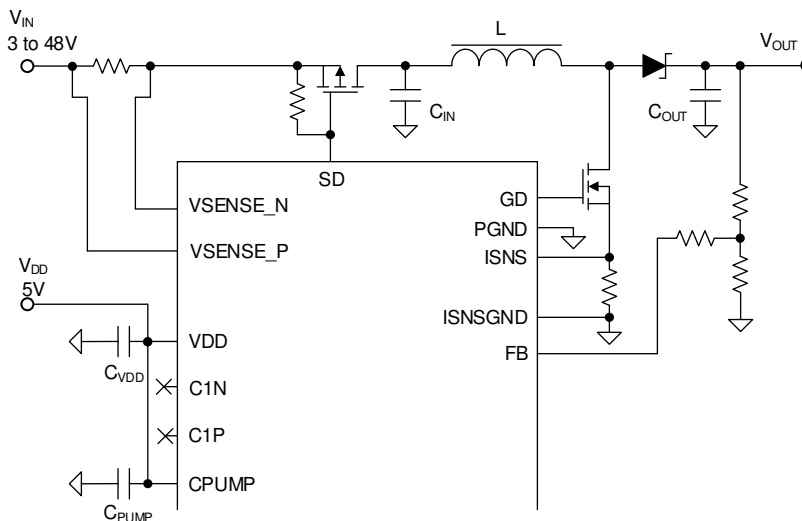 VIN
3 to 48V
L
VOUT
CIN
COUT
SD
GD
VSENSE_N
PGND
VSENSE_P
ISNS
VDD
5V
ISNSGND
VDD
FB
CVDD
C1N
C1P
CPUMP
CPUMP